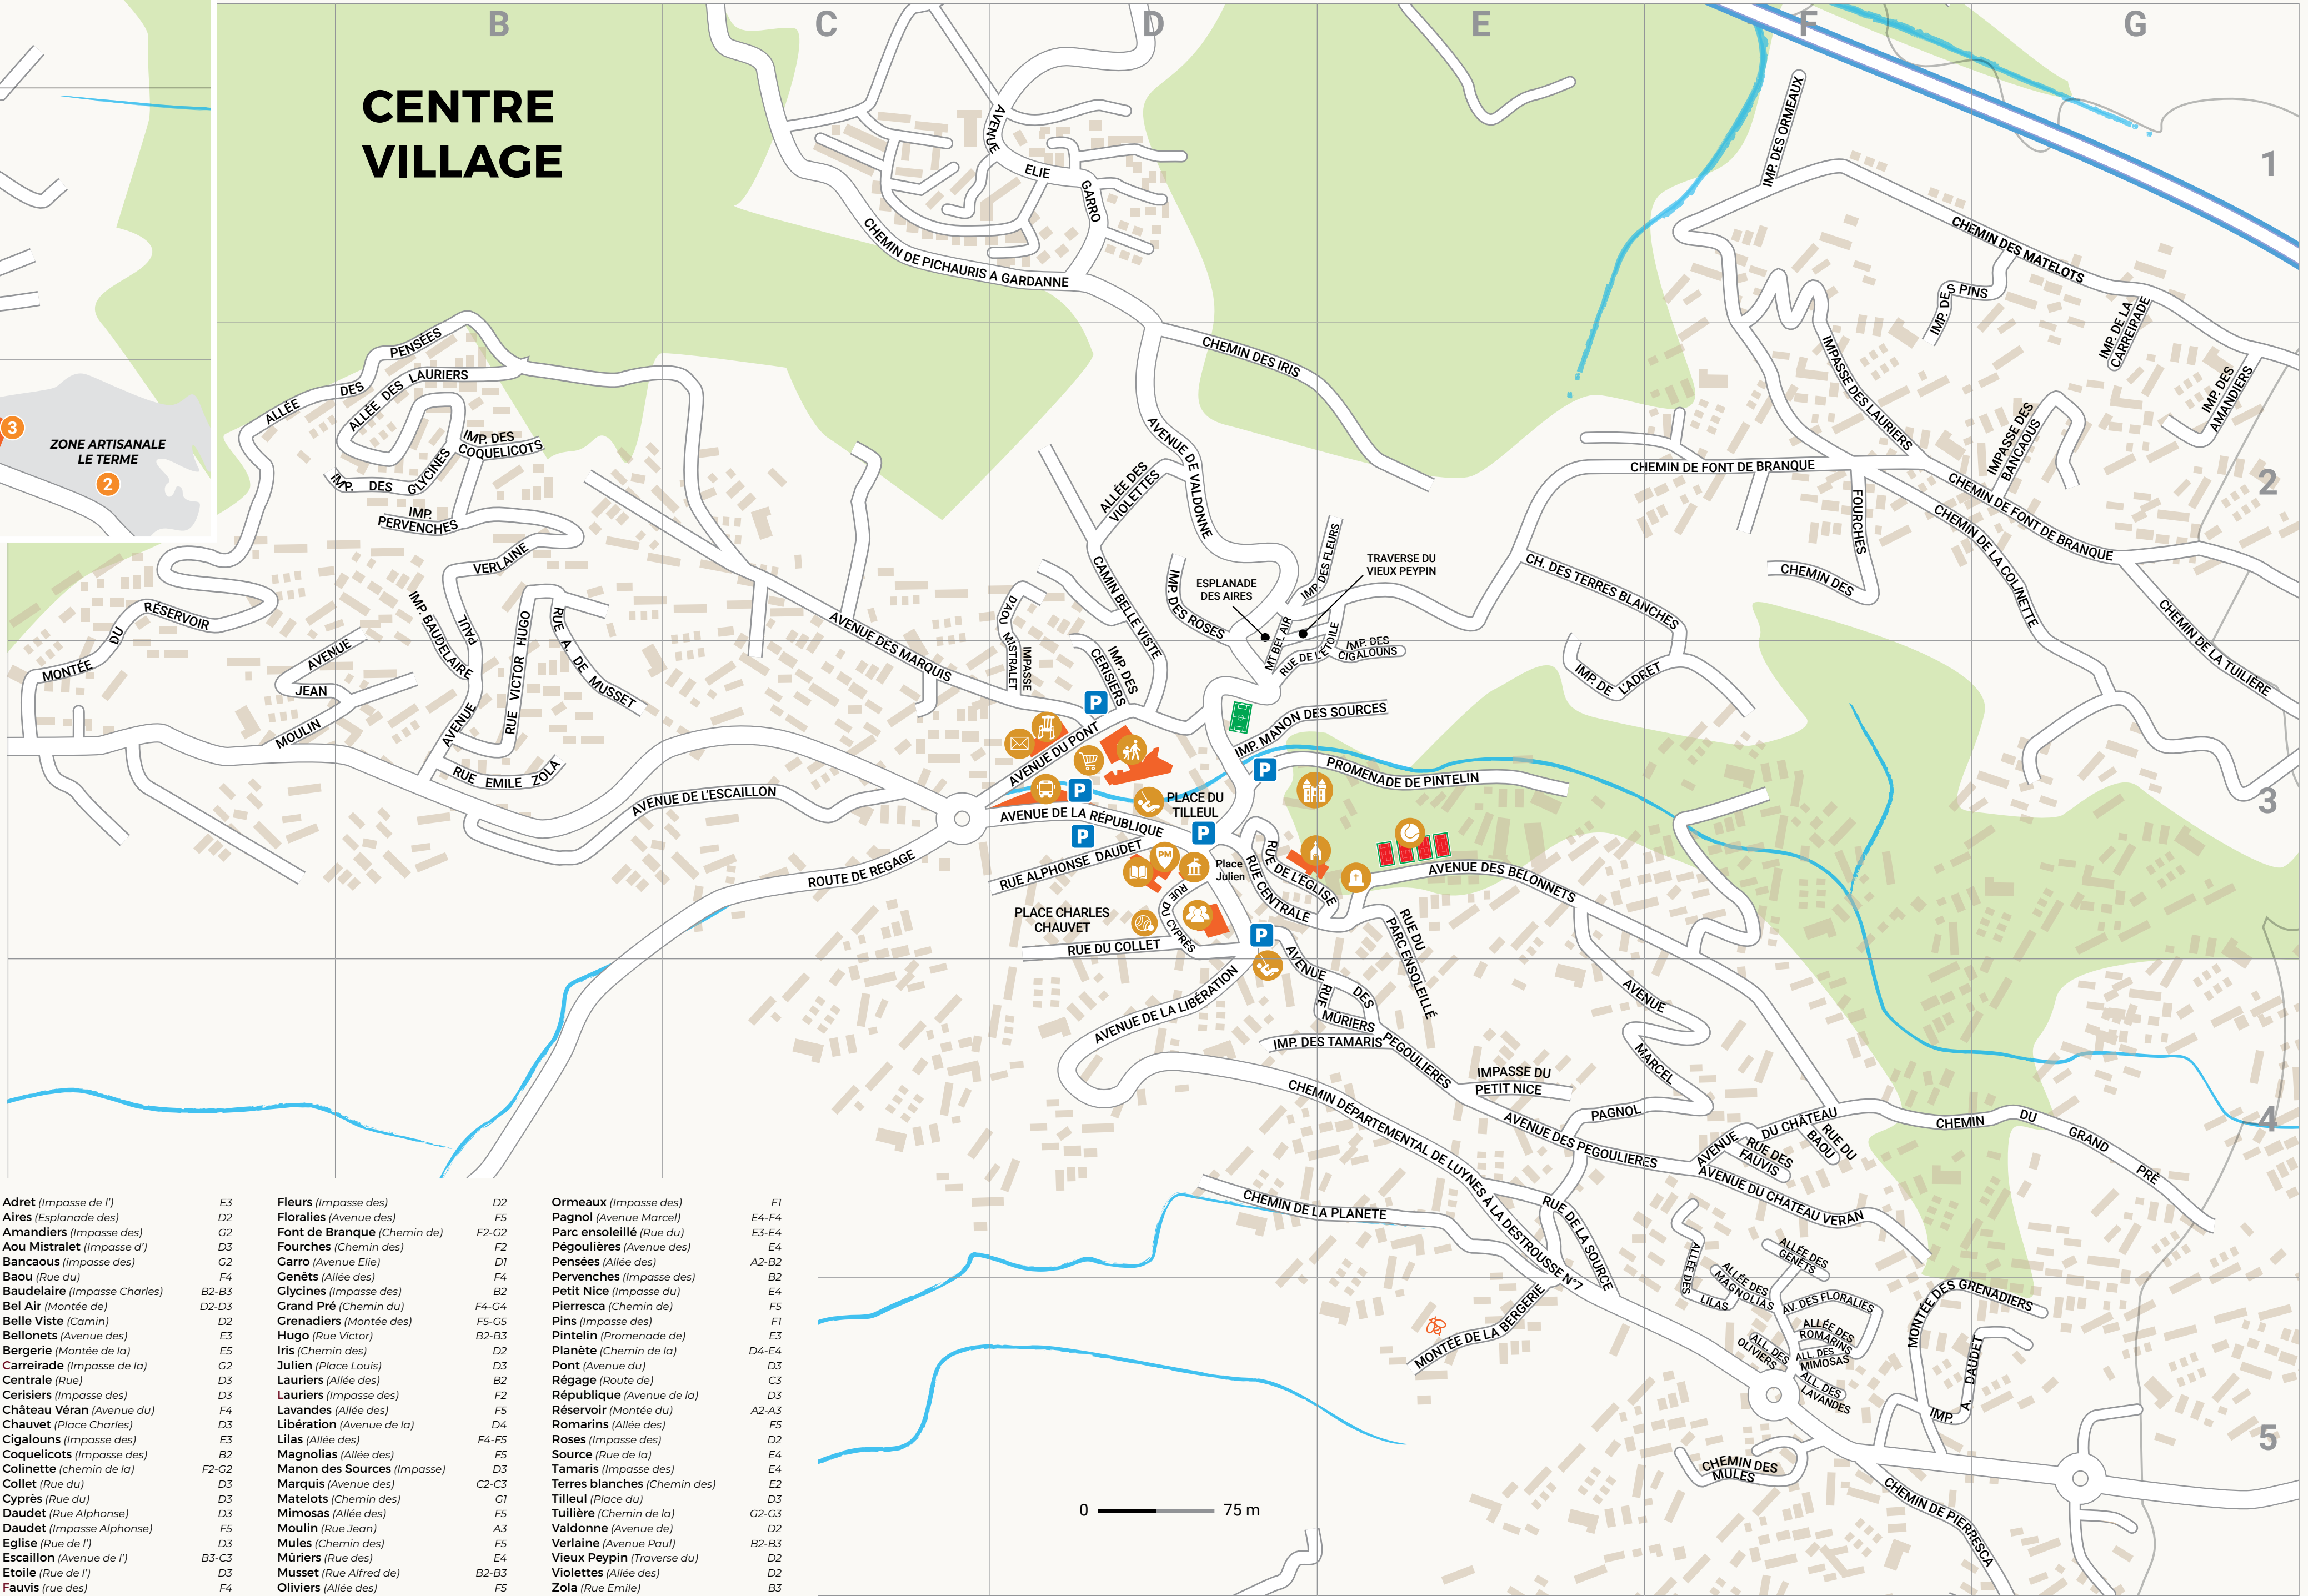 B
C
D
E
F
G
1
2
3
4
5
CENTRE
VILLAGE
3
ZONE ARTISANALE
LE TERME
2
AVENUE
ELIE
GARRO
CHEMIN DE PICHAURIS A GARDANNE
IMP. DES ORMEAUX
CHEMIN DES MATELOTS
IMP. DES PINS
IMP. DE LA
CARREIRADE
IMP. DES
AMANDIERS
IMPASSE DES LAURIERS
IMPASSE DES
BANCAOUS
CHEMIN DES IRIS
ALLÉE DES PENSÉES
ALLÉE DES LAURIERS
IMP. DES
COQUELICOTS
IMP. DES GLYCINES
IMP.
PERVENCHES
AVENUE DE VALDONNE
ALLÉE DES
VIOLETTES
CHEMIN DE FONT DE BRANQUE
CHEMIN DE FONT DE BRANQUE
CHEMIN DES
FOURCHES
CHEMIN DE LA COLINETTE
CHEMIN DE LA TUILIÈRE
VERLAINE
PAUL
AVENUE
IMP. BAUDELAIRE
RUE VICTOR HUGO
RUE A. DE MUSSET
RUE EMILE ZOLA
MONTÉE DU RÉSERVOIR
AVENUE
JEAN
MOULIN
AVENUE DES MARQUIS
D'AOU MISTRALET
IMPASSE
IMP. DES
CERISIERS
CAMIN BELLE VISTE
IMP. DES ROSES
ESPLANADE
DES AIRES
IMP. DES FLEURS
TRAVERSE DU
VIEUX PEYPIN
MT BEL AIR
RUE DE L'ÉTOILE
IMP. DES
CIGALOUNS
CH. DES TERRES BLANCHES
IMP. DE L'ADRET
P
P
P
P
P
P
PM
AVENUE DU PONT
IMP. MANON DES SOURCES
PROMENADE DE PINTELIN
AVENUE DE L'ESCAILLON
AVENUE DE LA RÉPUBLIQUE
PLACE DU
TILLEUL
RUE ALPHONSE DAUDET
Place
Julien
RUE DE L'ÉGLISE
RUE CENTRALE
AVENUE DES BELONNETS
ROUTE DE REGAGE
PLACE CHARLES
CHAUVET
RUE DU CYPRÈS
RUE DU COLLET
RUE DU
PARC ENSOLEILLÉ
AVENUE DE LA LIBÉRATION
AVENUE DES PEGOULIERES
RUE
MÛRIERS
IMP. DES TAMARIS
IMPASSE DU
PETIT NICE
AVENUE
MARCEL
PAGNOL
AVENUE DES PEGOULIERES
CHEMIN DÉPARTEMENTAL DE LUYNES À LA DESTROUSSE N°7
CHEMIN DE LA PLANETE
RUE DE LA SOURCE
MONTÉE DE LA BERGERIE
AVENUE DU CHÂTEAU
RUE DU
BAOU
RUE DES
FAUVIS
AVENUE DU CHATEAU VERAN
CHEMIN DU GRAND PRÉ
ALLÉE DES
LILAS
ALLÉE DES
GENÊTS
ALLÉE DES
MAGNOLIAS
AV. DES FLORALIES
ALLÉE DES
ROMARINS
ALL. DES
MIMOSAS
ALL. DES
OLIVIERS
ALL. DES
LAVANDES
MONTÉE DES GRENADIERS
IMP. A. DAUDET
CHEMIN DES
MULES
CHEMIN DE PIERRESCA
0 75 m
Adret (Impasse de l') E3
Aires (Esplanade des) D2
Amandiers (Impasse des) G2
Aou Mistralet (Impasse d') D3
Bancaous (impasse des) G2
Baou (Rue du) F4
Baudelaire (Impasse Charles) B2-B3
Bel Air (Montée de) D2-D3
Belle Viste (Camin) D2
Bellonets (Avenue des) E3
Bergerie (Montée de la) E5
Carreirade (Impasse de la) G2
Centrale (Rue) D3
Cerisiers (Impasse des) D3
Château Véran (Avenue du) F4
Chauvet (Place Charles) D3
Cigalouns (Impasse des) E3
Coquelicots (Impasse des) B2
Colinette (chemin de la) F2-G2
Collet (Rue du) D3
Cyprès (Rue du) D3
Daudet (Rue Alphonse) D3
Daudet (Impasse Alphonse) F5
Eglise (Rue de l') D3
Escaillon (Avenue de l') B3-C3
Etoile (Rue de l') D3
Fauvis (rue des) F4
Fleurs (Impasse des) D2
Floralies (Avenue des) F5
Font de Branque (Chemin de) F2-G2
Fourches (Chemin des) F2
Garro (Avenue Elie) D1
Genêts (Allée des) F4
Glycines (Impasse des) B2
Grand Pré (Chemin du) F4-G4
Grenadiers (Montée des) F5-G5
Hugo (Rue Victor) B2-B3
Iris (Chemin des) D2
Julien (Place Louis) D3
Lauriers (Allée des) B2
Lauriers (Impasse des) F2
Lavandes (Allée des) F5
Libération (Avenue de la) D4
Lilas (Allée des) F4-F5
Magnolias (Allée des) F5
Manon des Sources (Impasse) D3
Marquis (Avenue des) C2-C3
Matelots (Chemin des) G1
Mimosas (Allée des) F5
Moulin (Rue Jean) A3
Mules (Chemin des) F5
Mûriers (Rue des) E4
Musset (Rue Alfred de) B2-B3
Oliviers (Allée des) F5
Ormeaux (Impasse des) F1
Pagnol (Avenue Marcel) E4-F4
Parc ensoleillé (Rue du) E3-E4
Pégoulières (Avenue des) E4
Pensées (Allée des) A2-B2
Pervenches (Impasse des) B2
Petit Nice (Impasse du) E4
Pierresca (Chemin de) F5
Pins (Impasse des) F1
Pintelin (Promenade de) E3
Planète (Chemin de la) D4-E4
Pont (Avenue du) D3
Régage (Route de) C3
République (Avenue de la) D3
Réservoir (Montée du) A2-A3
Romarins (Allée des) F5
Roses (Impasse des) D2
Source (Rue de la) E4
Tamaris (Impasse des) E4
Terres blanches (Chemin des) E2
Tilleul (Place du) D3
Tuilière (Chemin de la) G2-G3
Valdonne (Avenue de) D2
Verlaine (Avenue Paul) B2-B3
Vieux Peypin (Traverse du) D2
Violettes (Allée des) D2
Zola (Rue Emile) B3